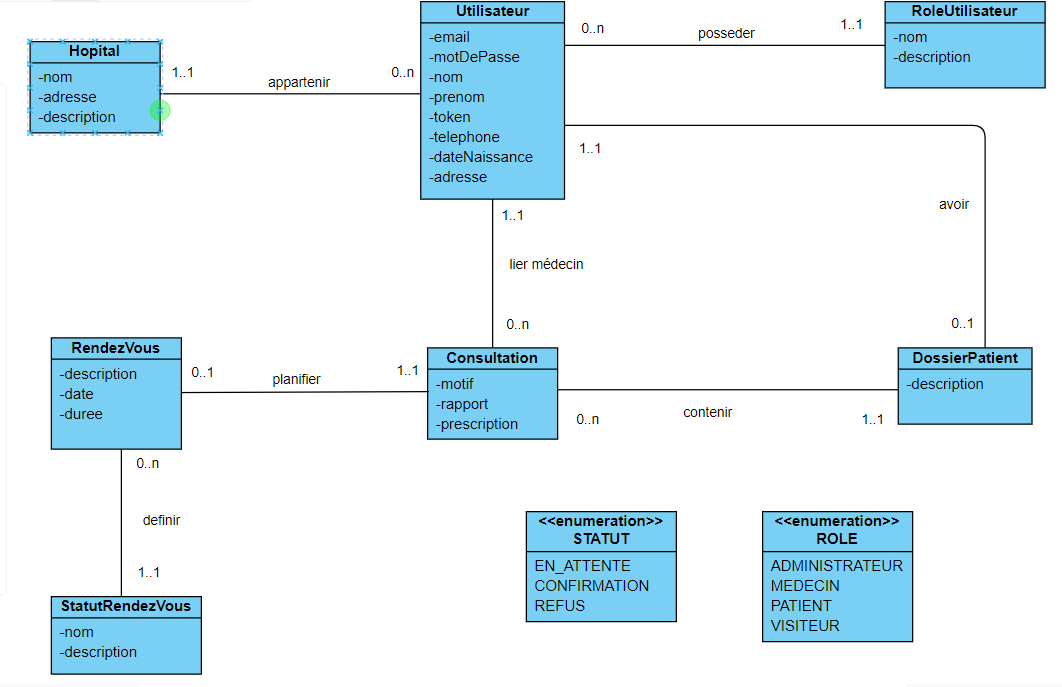 Hopital
-nom
-adresse
-description
1..1
appartenir
0..n
Utilisateur
-email
-motDePasse
-nom
-prenom
-token
-telephone
-dateNaissance
-adresse
0..n
posseder
1..1
RoleUtilisateur
-nom
-description
1..1
avoir
0..1
1..1
lier médecin
0..n
RendezVous
-description
-date
-duree
0..1
planifier
1..1
Consultation
-motif
-rapport
-prescription
0..n
contenir
1..1
DossierPatient
-description
0..n
definir
1..1
StatutRendezVous
-nom
-description
<<enumeration>>
STATUT
EN_ATTENTE
CONFIRMATION
REFUS
<<enumeration>>
ROLE
ADMINISTRATEUR
MEDECIN
PATIENT
VISITEUR